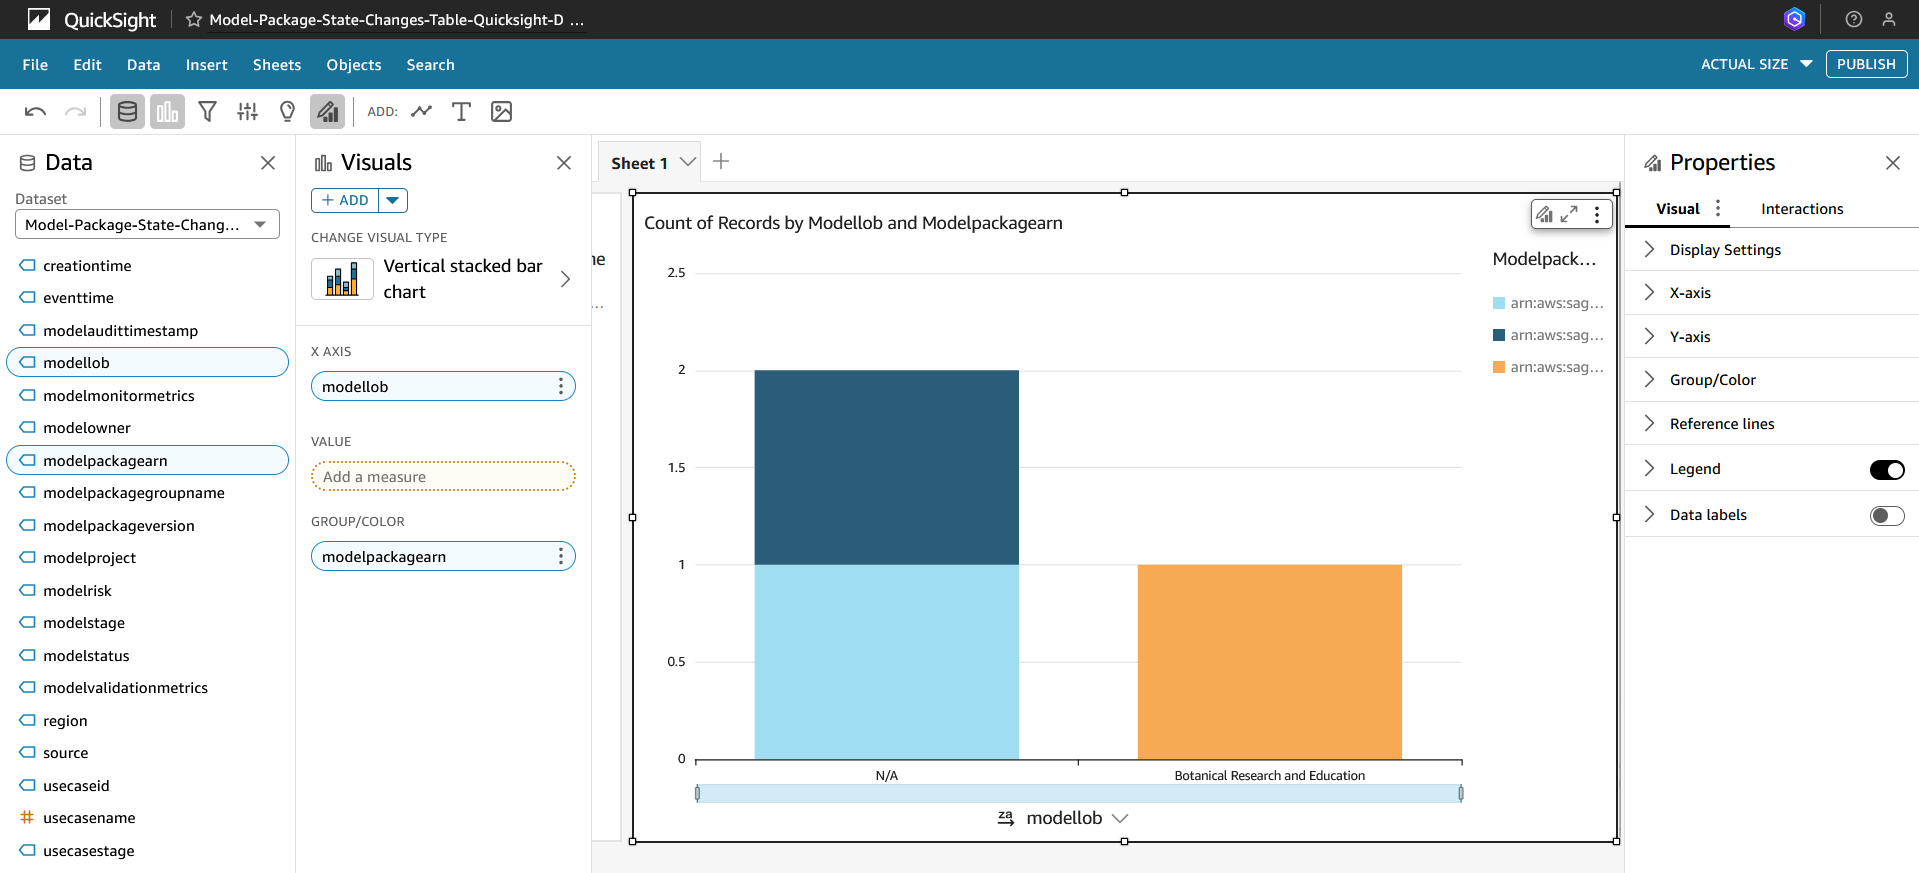 QuickSight
Model-Package-State-Changes-Table-Quicksight-D ...
File Edit Data Insert Sheets Objects Search
ACTUAL SIZE PUBLISH
ADD:
Data
Dataset
Model-Package-State-Chang...
creationtime
eventtime
modelaudittimestamp
modellob
modelmonitormetrics
modelowner
modelpackagearn
modelpackagegroupname
modelpackageversion
modelproject
modelrisk
modelstage
modelstatus
modelvalidationmetrics
region
source
usecaseid
usecasename
usecasestage
Visuals
+ ADD
CHANGE VISUAL TYPE
Vertical stacked bar
chart
X AXIS
modellob
VALUE
Add a measure
GROUP/COLOR
modelpackagearn
Sheet 1
ne
...
Count of Records by Modellob and Modelpackagearn
2.5
2
1.5
1
0.5
0
N/A
Botanical Research and Education
za
modellob
Modelpack...
arn:aws:sag...
arn:aws:sag...
arn:aws:sag...
Properties
Visual Interactions
Display Settings
X-axis
Y-axis
Group/Color
Reference lines
Legend
Data labels